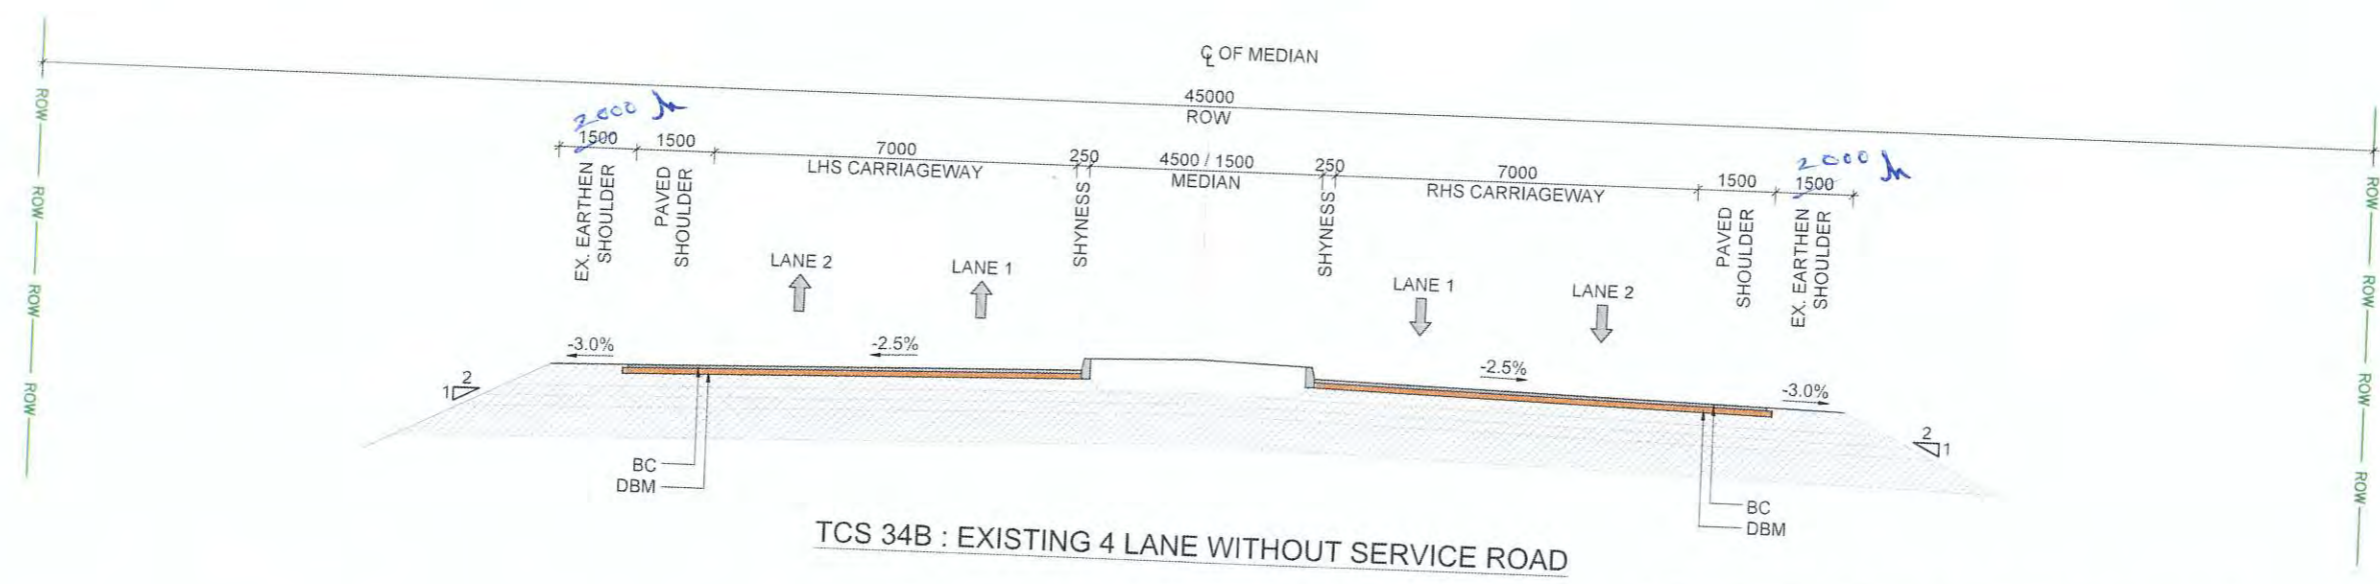 ℄ OF MEDIAN
45000
ROW
2000
2000
1500
1500
7000
250
4500 / 1500
250
7000
1500
1500
EX. EARTHEN
SHOULDER
PAVED
SHOULDER
LHS CARRIAGEWAY
SHYNESS
MEDIAN
SHYNESS
RHS CARRIAGEWAY
PAVED
SHOULDER
EX. EARTHEN
SHOULDER
LANE 2
LANE 1
LANE 1
LANE 2
-3.0%
-2.5%
-2.5%
-3.0%
2
1
2
1
BC
DBM
BC
DBM
ROW
ROW
ROW
ROW
ROW
ROW
ROW
ROW
TCS 34B : EXISTING 4 LANE WITHOUT SERVICE ROAD